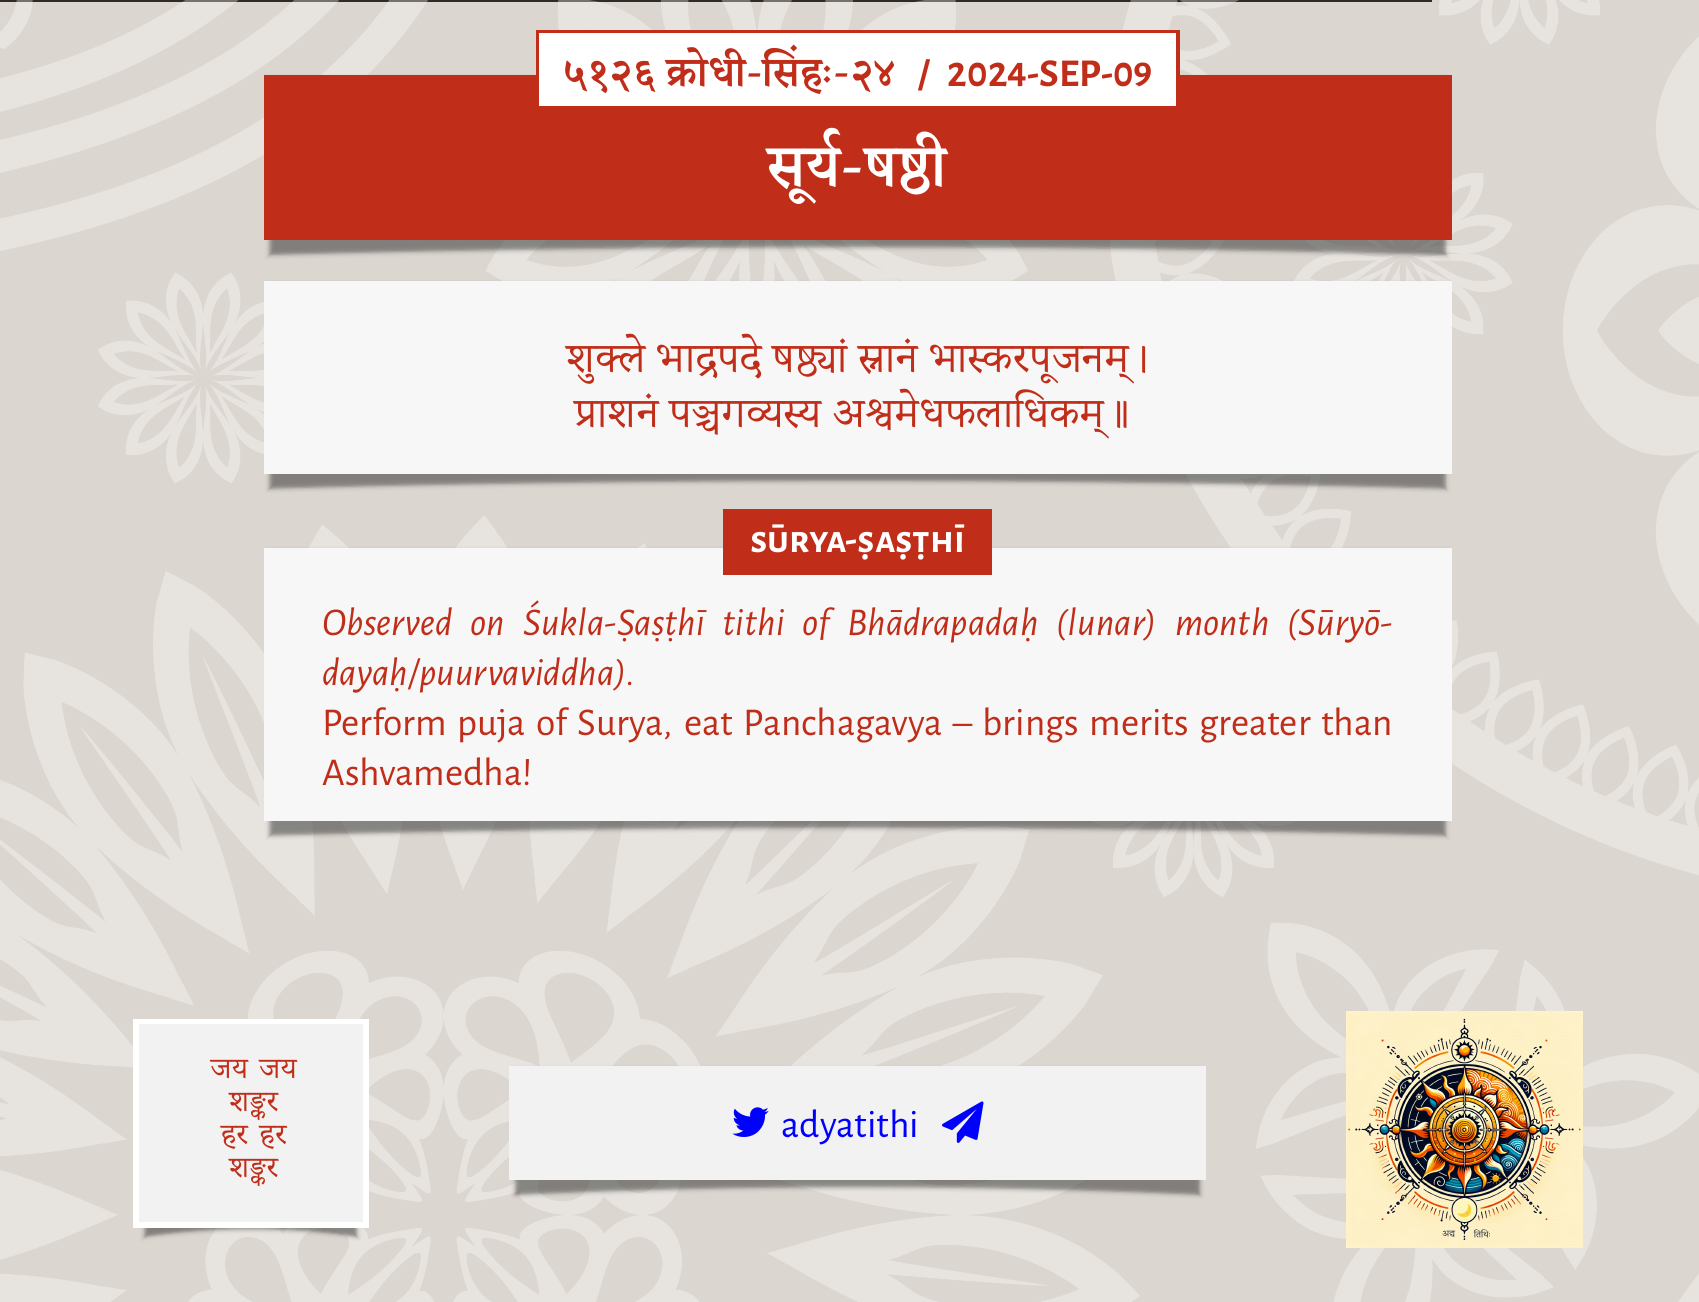 ५१२६ क्रोधी-सिंहः-२४ / 2024-SEP-09
सूर्य-षष्ठी
शुक्ले भाद्रपदे षष्ठ्यां स्नानं भास्करपूजनम्।
प्राशनं पञ्चगव्यस्य अश्वमेधफलाधिकम्॥
SŪRYA-ṢAṢṬHĪ
Observed on Śukla-Ṣaṣṭhī tithi of Bhādrapadaḥ (lunar) month (Sūryō-
dayaḥ/puurvaviddha).
Perform puja of Surya, eat Panchagavya – brings merits greater than
Ashvamedha!
जय जय
शङ्कर
हर हर
शङ्कर
adyatithi
अद्य तिथिः